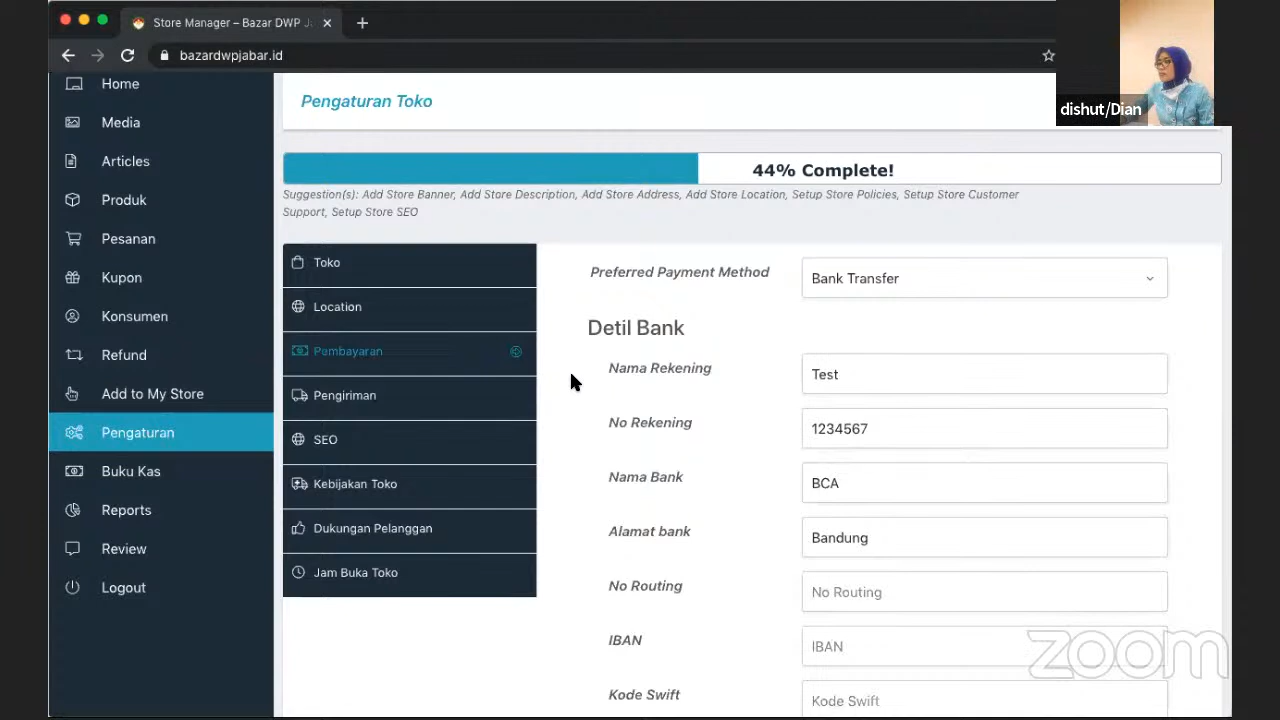 Store Manager – Bazar DWP J
bazardwpjabar.id
dishut/Dian
Home
Media
Articles
Produk
Pesanan
Kupon
Konsumen
Refund
Add to My Store
Pengaturan
Buku Kas
Reports
Review
Logout
Pengaturan Toko
44% Complete!
Suggestion(s): Add Store Banner, Add Store Description, Add Store Address, Add Store Location, Setup Store Policies, Setup Store Customer
Support, Setup Store SEO
Toko
Location
Pembayaran
Pengiriman
SEO
Kebijakan Toko
Dukungan Pelanggan
Jam Buka Toko
Preferred Payment Method
Bank Transfer
Detil Bank
Nama Rekening
Test
No Rekening
1234567
Nama Bank
BCA
Alamat bank
Bandung
No Routing
No Routing
IBAN
IBAN
Kode Swift
Kode Swift
zoom